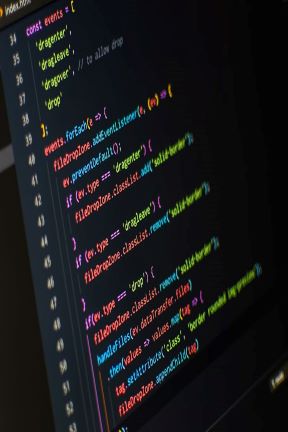 index.html
34 const events = [
35 'dragenter',
36 'dragleave',
37 'dragover', // to allow drop
38 'drop'
39 ];
40 events.forEach(e => {
41 fileDropZone.addEventListener(e, (ev) => {
42 ev.preventDefault();
43 if (ev.type === 'dragenter') {
44 fileDropZone.classList.add('solid-border');
45 }
46 if (ev.type === 'dragleave') {
47 fileDropZone.classList.remove('solid-border');
48 }
49 if(ev.type === 'drop') {
50 fileDropZone.classList.remove('solid-border');
51 handleFiles(ev.dataTransfer.files)
52 .then(values => values.map(tag => {
53 tag.setAttribute('class', 'border rounded img-preview');
fileDropZone.appendChild(tag)